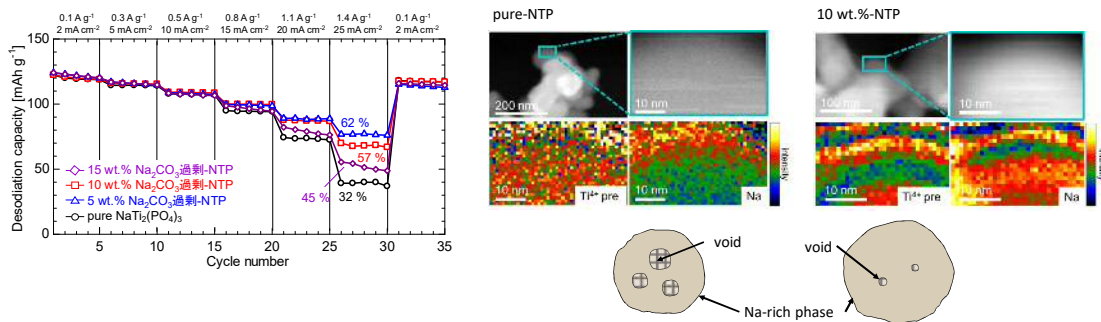 0.1 A g⁻¹ 0.3 A g⁻¹ 0.5 A g⁻¹ 0.8 A g⁻¹ 1.1 A g⁻¹ 1.4 A g⁻¹ 0.1 A g⁻¹
2 mA cm⁻² 5 mA cm⁻² 10 mA cm⁻² 15 mA cm⁻² 20 mA cm⁻² 25 mA cm⁻² 2 mA cm⁻²
150
100
50
0
Desodation capacity [mAh g⁻¹]
62 %
57 %
45 %
32 %
15 wt.% Na₂CO₃過剰-NTP
10 wt.% Na₂CO₃過剰-NTP
5 wt.% Na₂CO₃過剰-NTP
pure NaTi₂(PO₄)₃
5 10 15 20 25 30 35
Cycle number
pure-NTP
200 nm
10 nm
10 nm
Ti⁴⁺ pre
10 nm
Na
Intensity
10 wt.%-NTP
100 nm
10 nm
10 nm
Ti⁴⁺ pre
10 nm
Na
void
void
Na-rich phase